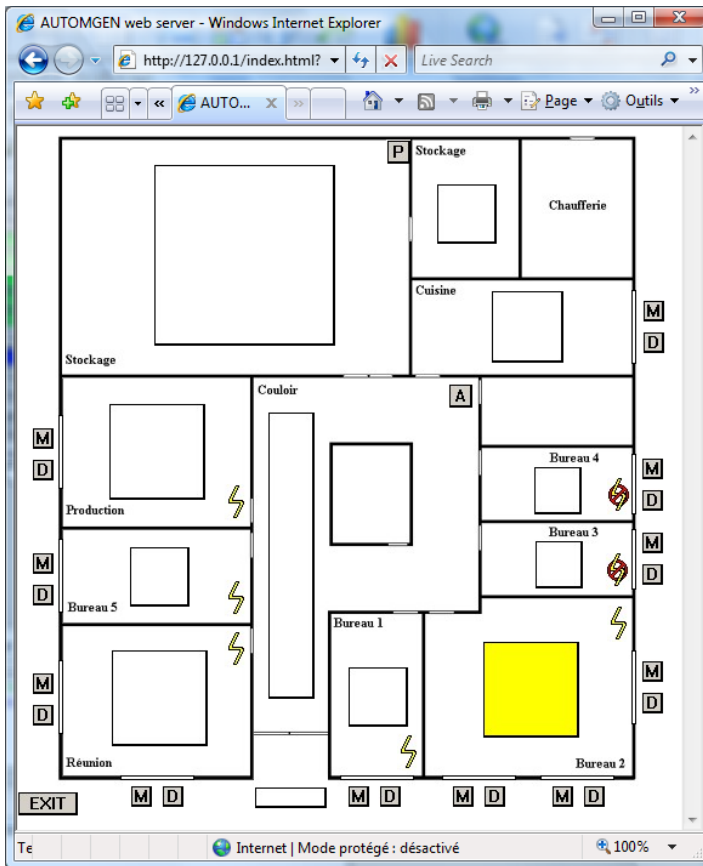 AUTOMGEN web server - Windows Internet Explorer
http://127.0.0.1/index.html?
Live Search
AUTO...
Page
Outils
P
Stockage
Chaufferie
Cuisine
M
D
Stockage
Couloir
A
M
D
Production
Bureau 4
M
D
Bureau 3
M
D
M
D
Bureau 5
Bureau 1
M
D
Réunion
M
D
Bureau 2
EXIT
M D
M D
M D
M D
Te
Internet | Mode protégé : désactivé
100%